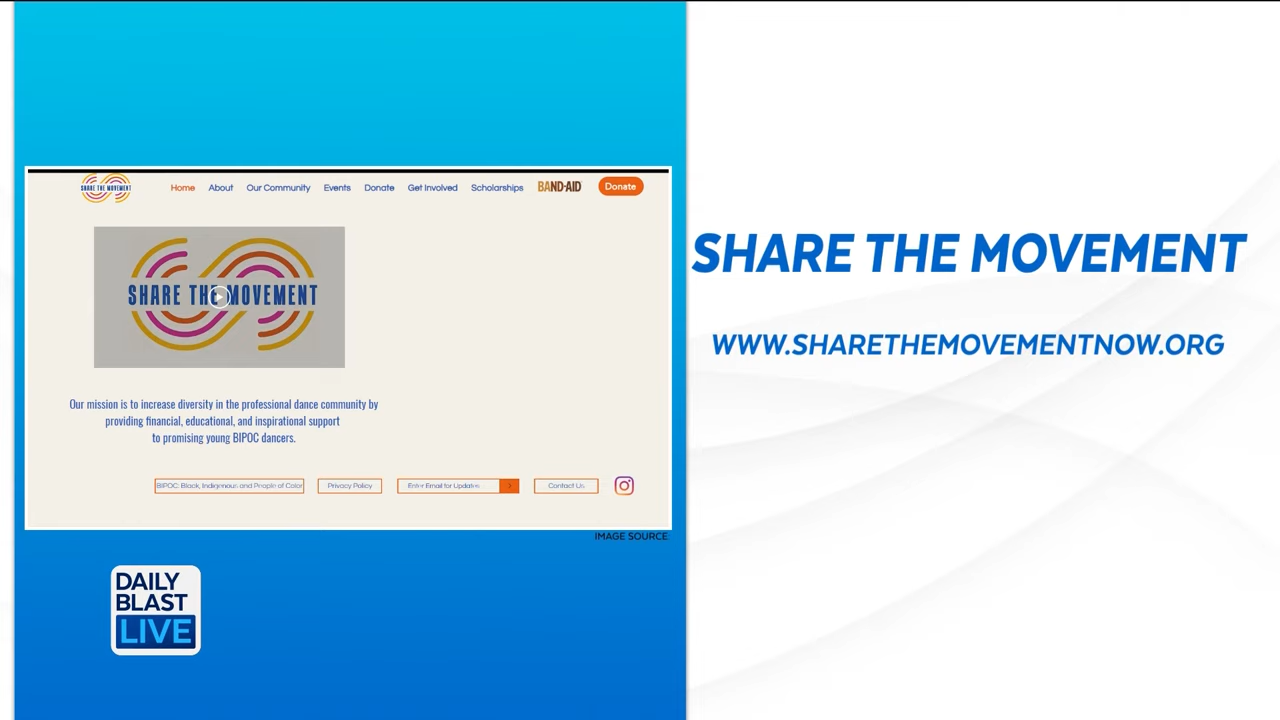 SHARE THE MOVEMENT
Home About Our Community Events Donate Get Involved Scholarships BAND-AID Donate
SHARE THE MOVEMENT
Our mission is to increase diversity in the professional dance community by
providing financial, educational, and inspirational support
to promising young BIPOC dancers.
BIPOC: Black, Indigenous and People of Color Privacy Policy Enter Email for Updates Contact Us
IMAGE SOURCE:
DAILY
BLAST
LIVE
SHARE THE MOVEMENT
WWW.SHARETHEMOVEMENTNOW.ORG